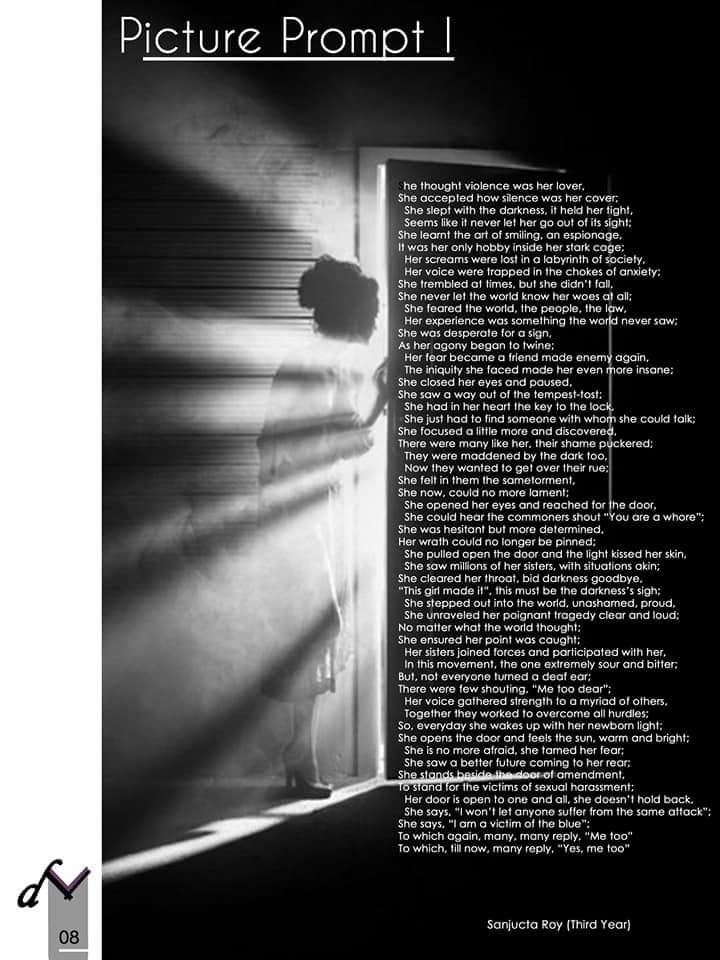 Picture Prompt I
She thought violence was her lover,
She accepted how silence was her cover;
She slept with the darkness, it held her tight,
Seems like it never let her go out of its sight;
She learnt the art of smiling, an espionage,
It was her only hobby inside her stark cage;
Her screams were lost in a labyrinth of society,
Her voice were trapped in the chokes of anxiety;
She trembled at times, but she didn't fall,
She never let the world know her woes at all;
She feared the world, the people, the law,
Her experience was something the world never saw;
She was desperate for a sign,
As her agony began to twine;
Her fear became a friend made enemy again,
The iniquity she faced made her even more insane;
She closed her eyes and paused,
She saw a way out of the tempest-tost;
She had in her heart the key to the lock,
She just had to find someone with whom she could talk;
She focused a little more and discovered,
There were many like her, their shame puckered;
They were maddened by the dark too,
Now they wanted to get over their rue;
She felt in them the sametorment,
She now, could no more lament;
She opened her eyes and reached for the door,
She could hear the commoners shout "You are a whore";
She was hesitant but more determined,
Her wrath could no longer be pinned;
She pulled open the door and the light kissed her skin,
She saw millions of her sisters, with situations akin;
She cleared her throat, bid darkness goodbye,
"This girl made it", this must be the darkness's sigh;
She stepped out into the world, unashamed, proud,
She unraveled her poignant tragedy clear and loud;
No matter what the world thought;
She ensured her point was caught;
Her sisters joined forces and participated with her,
In this movement, the one extremely sour and bitter;
But, not everyone turned a deaf ear;
There were few shouting, "Me too dear";
Her voice gathered strength to a myriad of others,
Together they worked to overcome all hurdles;
So, everyday she wakes up with her newborn light;
She opens the door and feels the sun, warm and bright;
She is no more afraid, she tamed her fear;
She saw a better future coming to her rear;
She stands beside the door of amendment,
To stand for the victims of sexual harassment;
Her door is open to one and all, she doesn't hold back,
She says, "I won't let anyone suffer from the same attack";
She says, "I am a victim of the blue";
To which again, many, many reply, "Me too"
To which, till now, many reply, "Yes, me too"
Sanjucta Roy (Third Year)
08